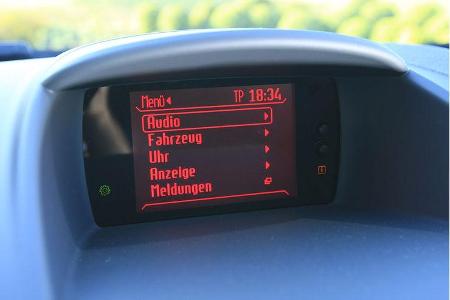 Menü TP 18:34
Audio
Fahrzeug
Uhr
Anzeige
Meldungen